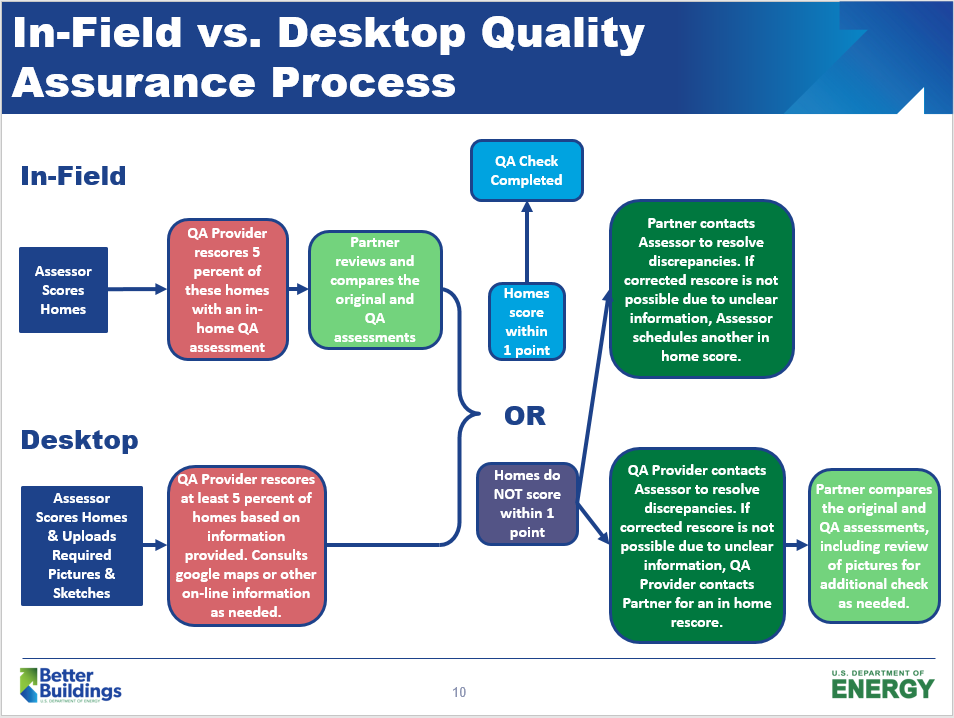 In-Field vs. Desktop Quality
Assurance Process
In-Field
QA Check
Completed
Assessor
Scores
Homes
QA Provider
rescores 5
percent of
these homes
with an in-
home QA
assessment
Partner
reviews and
compares the
original and
QA
assessments
Homes
score
within
1 point
Partner contacts
Assessor to resolve
discrepancies. If
corrected rescore is not
possible due to unclear
information, Assessor
schedules another in
home score.
OR
Desktop
Assessor
Scores Homes
& Uploads
Required
Pictures &
Sketches
QA Provider rescores
at least 5 percent of
homes based on
information
provided. Consults
google maps or other
on-line information
as needed.
Homes do
NOT score
within 1
point
QA Provider contacts
Assessor to resolve
discrepancies. If
corrected rescore is not
possible due to unclear
information, QA
Provider contacts
Partner for an in home
rescore.
Partner compares
the original and
QA assessments,
including review
of pictures for
additional check
as needed.
Better
Buildings
U.S. DEPARTMENT OF ENERGY
10
U.S. DEPARTMENT OF
ENERGY